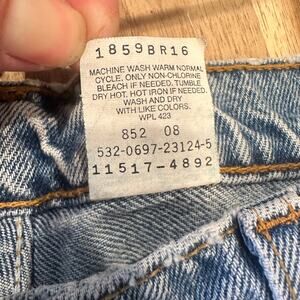 1859BR16
MACHINE WASH WARM NORMAL
CYCLE. ONLY NON-CHLORINE
BLEACH IF NEEDED. TUMBLE
DRY HOT. HOT IRON IF NEEDED.
WASH AND DRY
WITH LIKE COLORS.
WPL 423
852 08
532-0697-23124-5
11517-4892